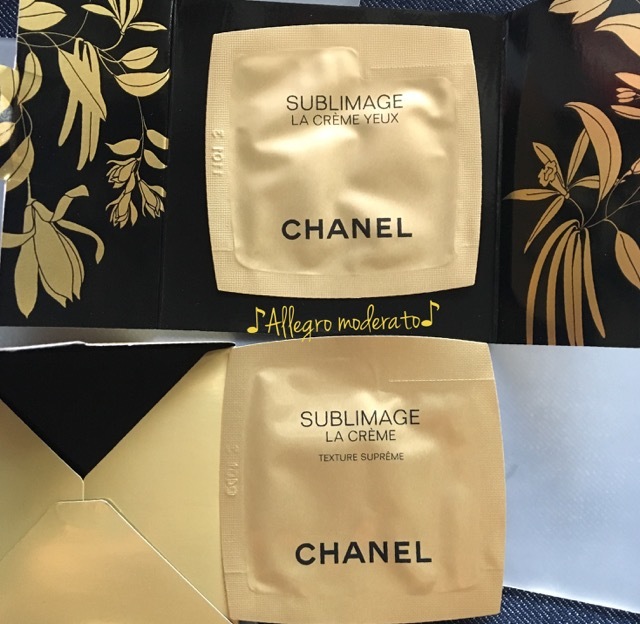 SUBLIMAGE
LA CRÈME YEUX
CHANEL
♪Allegro moderato♪
SUBLIMAGE
LA CRÈME
TEXTURE SUPRÊME
CHANEL